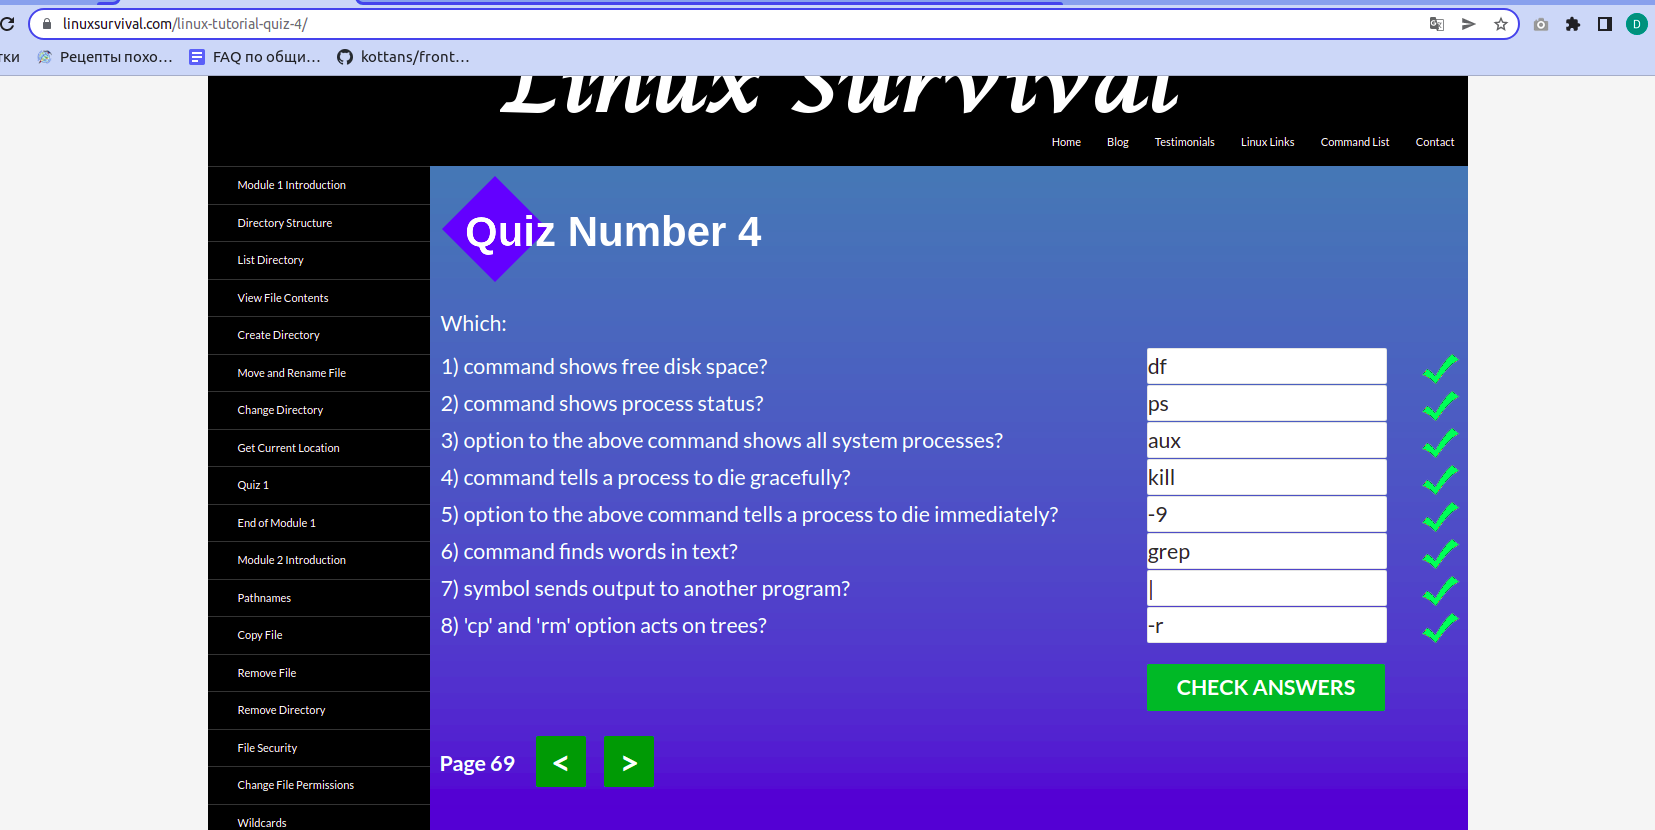 linuxsurvival.com/linux-tutorial-quiz-4/
D
тки Рецепты похо... FAQ по общи... kottans/front...
Linux Survival
Home Blog Testimonials Linux Links Command List Contact
Module 1 Introduction
Directory Structure
List Directory
View File Contents
Create Directory
Move and Rename File
Change Directory
Get Current Location
Quiz 1
End of Module 1
Module 2 Introduction
Pathnames
Copy File
Remove File
Remove Directory
File Security
Change File Permissions
Wildcards
Quiz Number 4
Which:
1) command shows free disk space? df
2) command shows process status? ps
3) option to the above command shows all system processes? aux
4) command tells a process to die gracefully? kill
5) option to the above command tells a process to die immediately? -9
6) command finds words in text? grep
7) symbol sends output to another program? |
8) 'cp' and 'rm' option acts on trees? -r
CHECK ANSWERS
Page 69 < >